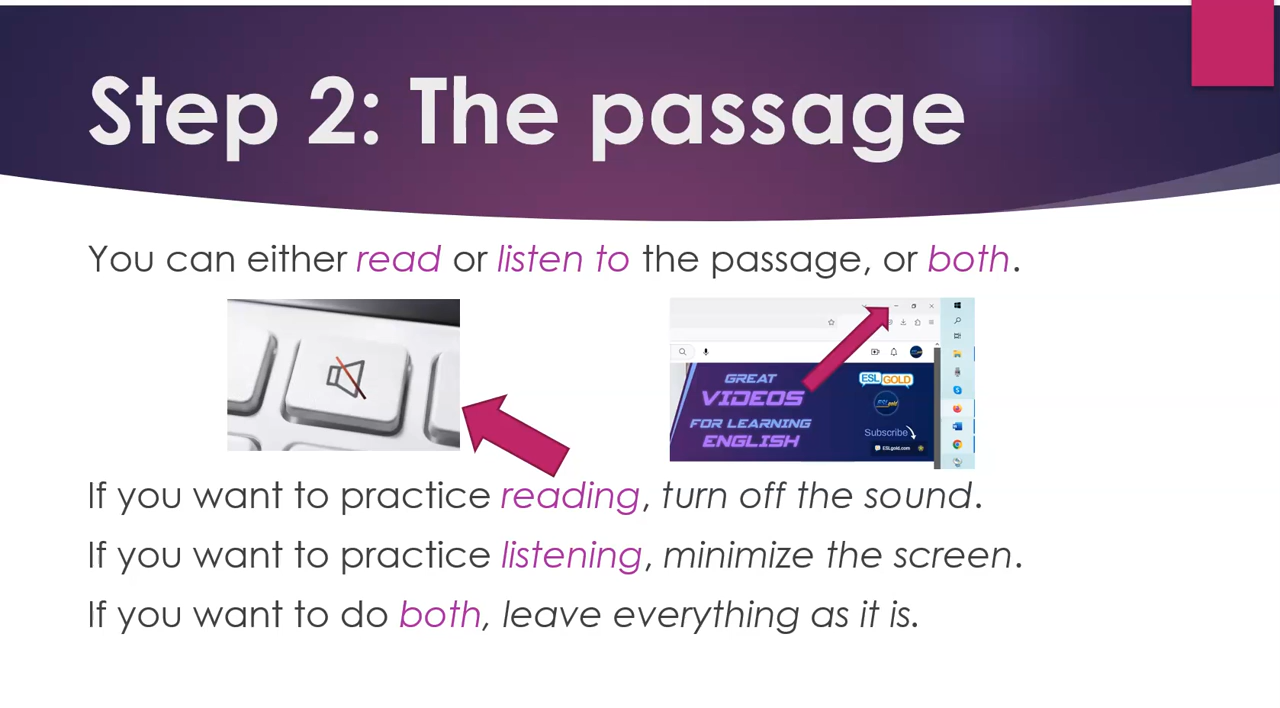 Step 2: The passage
You can either read or listen to the passage, or both.
GREAT
VIDEOS
FOR LEARNING
ENGLISH
ESL GOLD
ESLgold
Subscribe
ESLgold.com
If you want to practice reading, turn off the sound.
If you want to practice listening, minimize the screen.
If you want to do both, leave everything as it is.